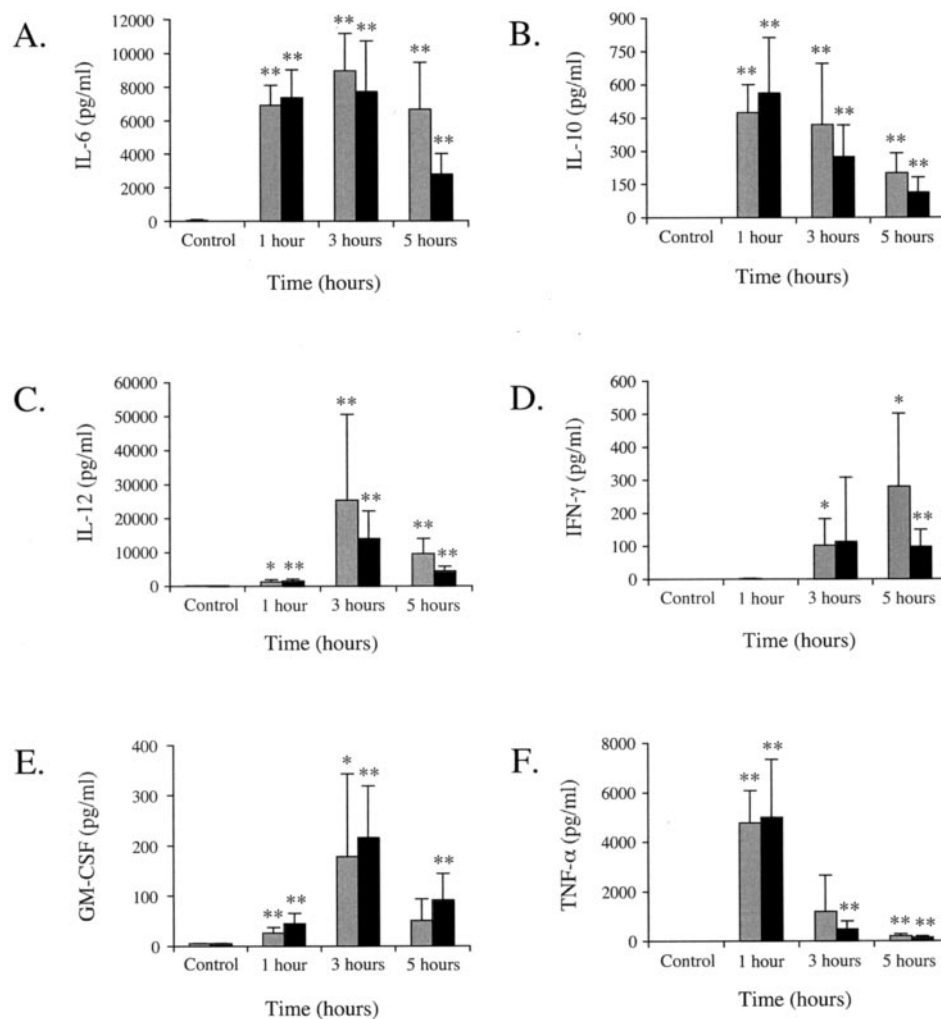 A.
IL-6 (pg/ml)
12000
10000
8000
6000
4000
2000
0
** ** ** ** ** **
Control 1 hour 3 hours 5 hours
Time (hours)
B.
IL-10 (pg/ml)
900
750
600
450
300
150
0
** ** ** ** ** **
Control 1 hour 3 hours 5 hours
Time (hours)
C.
IL-12 (pg/ml)
60000
50000
40000
30000
20000
10000
0
* ** ** ** ** **
Control 1 hour 3 hours 5 hours
Time (hours)
D.
IFN-γ (pg/ml)
600
500
400
300
200
100
0
* * **
Control 1 hour 3 hours 5 hours
Time (hours)
E.
GM-CSF (pg/ml)
400
300
200
100
0
** ** * ** **
Control 1 hour 3 hours 5 hours
Time (hours)
F.
TNF-α (pg/ml)
8000
6000
4000
2000
0
** ** ** ** **
Control 1 hour 3 hours 5 hours
Time (hours)